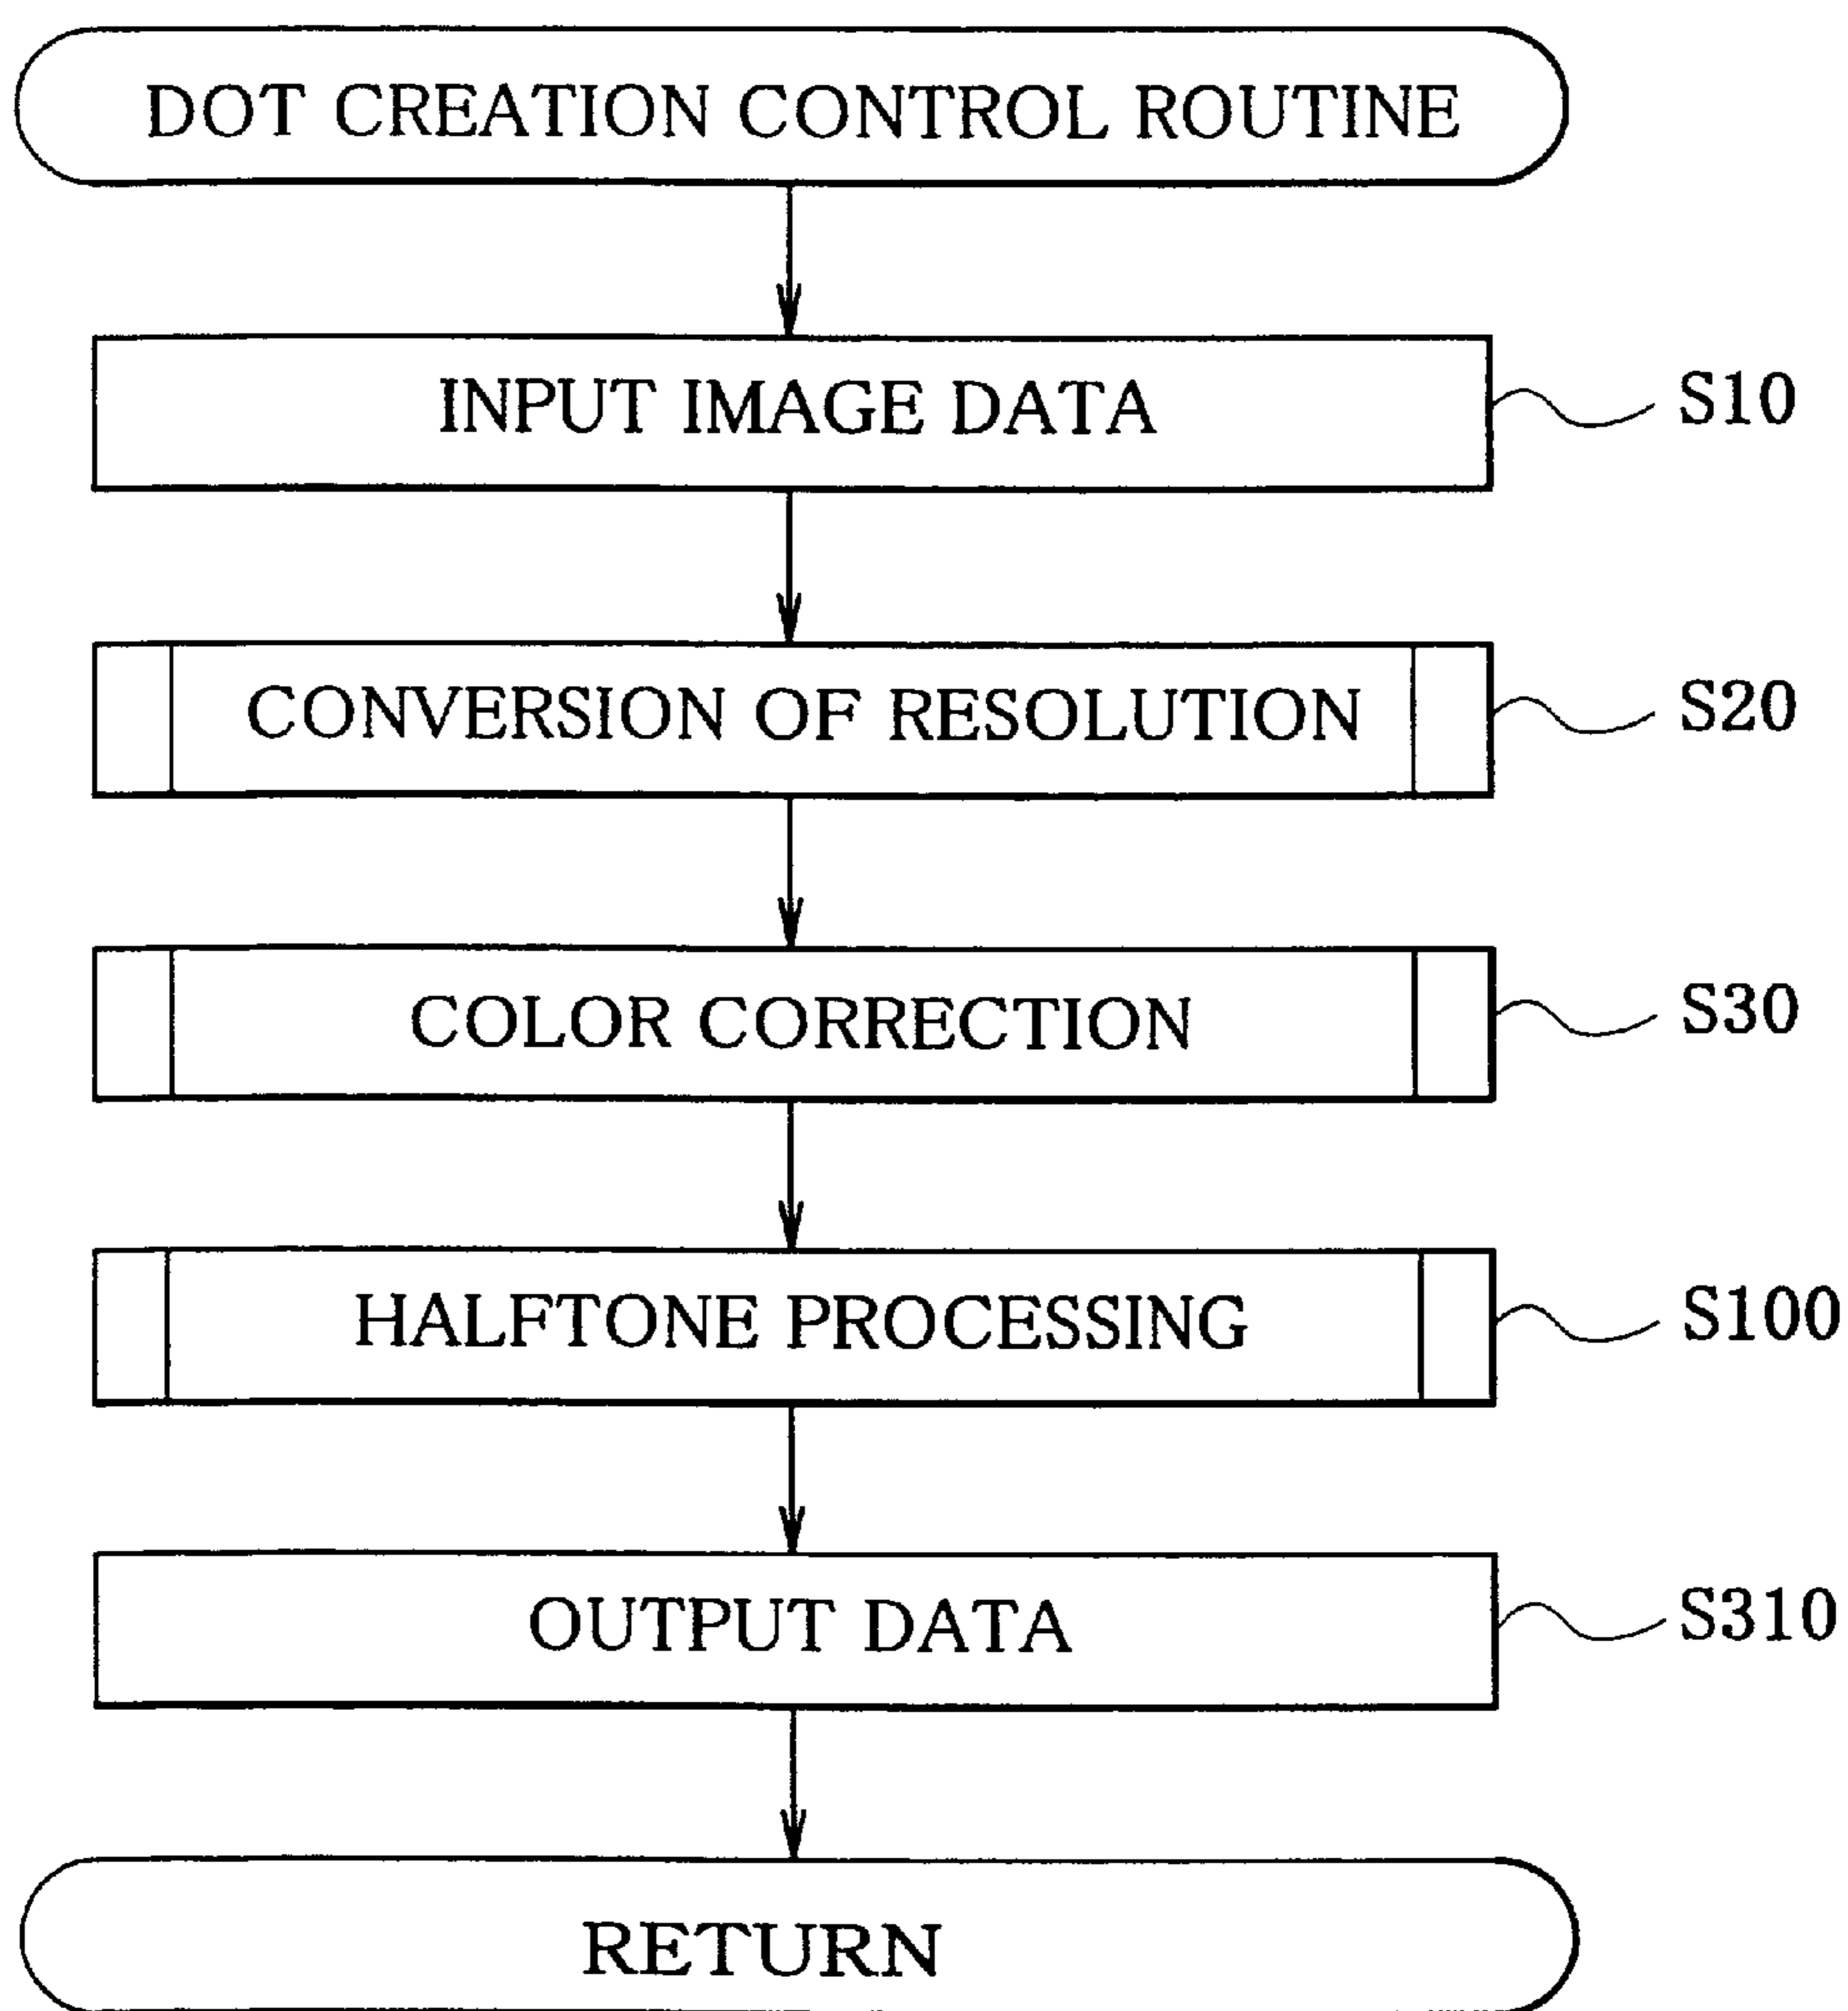 DOT CREATION CONTROL ROUTINE
INPUT IMAGE DATA S10
CONVERSION OF RESOLUTION S20
COLOR CORRECTION S30
HALFTONE PROCESSING S100
OUTPUT DATA S310
RETURN